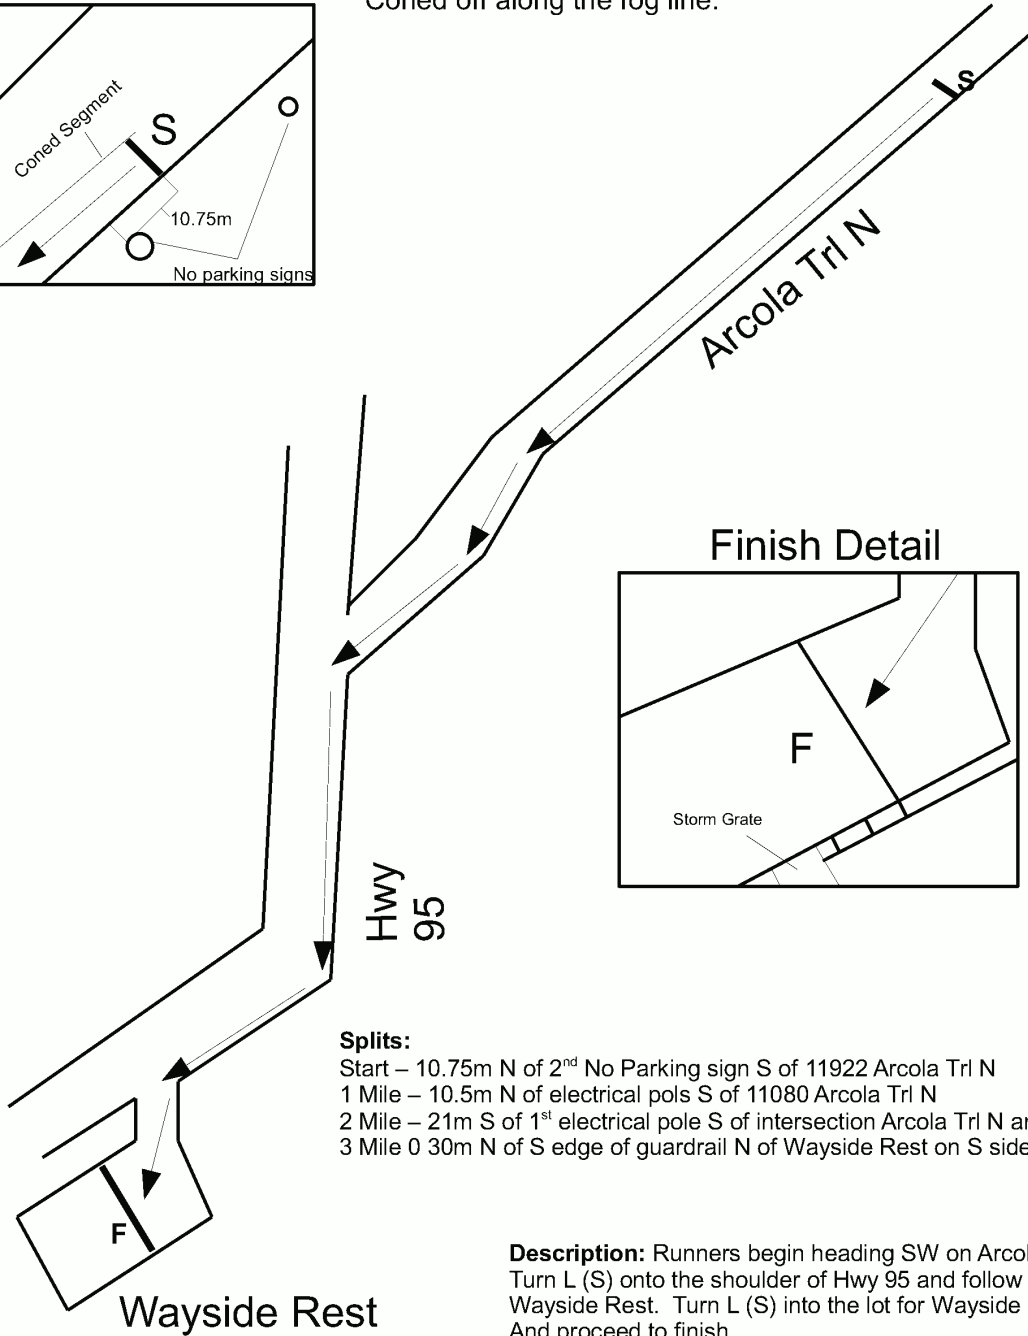 Coned off along the fog line.
S
Coned Segment
S
10.75m
No parking signs
Arcola Trl N
Finish Detail
F
Storm Grate
Hwy
95
Splits:
Start – 10.75m N of 2nd No Parking sign S of 11922 Arcola Trl N
1 Mile – 10.5m N of electrical pols S of 11080 Arcola Trl N
2 Mile – 21m S of 1st electrical pole S of intersection Arcola Trl N
3 Mile 0 30m N of S edge of guardrail N of Wayside Rest on S side
F
Description: Runners begin heading SW on
Turn L (S) onto the shoulder of Hwy 95 and follow
Wayside Rest. Turn L (S) into the lot for Wayside
And proceed to finish
Wayside Rest